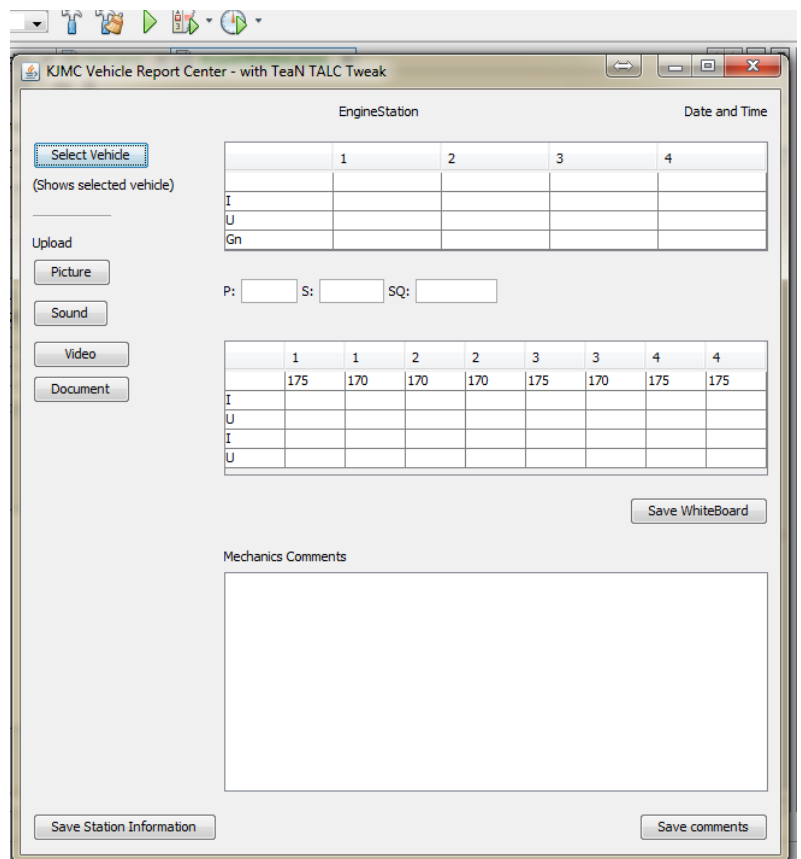 KJMC Vehicle Report Center - with TeaN TALC Tweak
EngineStation Date and Time
Select Vehicle
(Shows selected vehicle)
1 2 3 4
I
U
Gn
Upload
Picture
Sound
Video
Document
P: S: SQ:
1 1 2 2 3 3 4 4
175 170 170 170 175 170 175 175
I
U
I
U
Save WhiteBoard
Mechanics Comments
Save Station Information Save comments